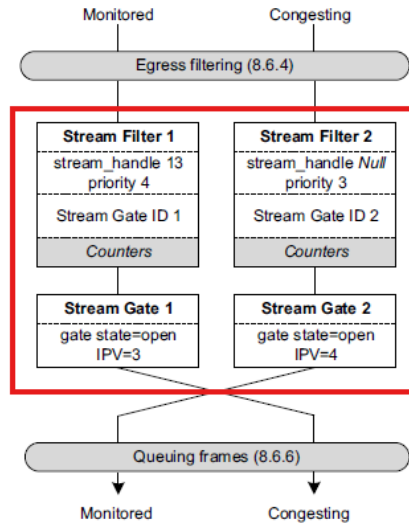 Monitored Congesting
Egress filtering (8.6.4)
Stream Filter 1
stream_handle 13
priority 4
Stream Gate ID 1
Counters
Stream Filter 2
stream_handle Null
priority 3
Stream Gate ID 2
Counters
Stream Gate 1
gate state=open
IPV=3
Stream Gate 2
gate state=open
IPV=4
Queuing frames (8.6.6)
Monitored Congesting